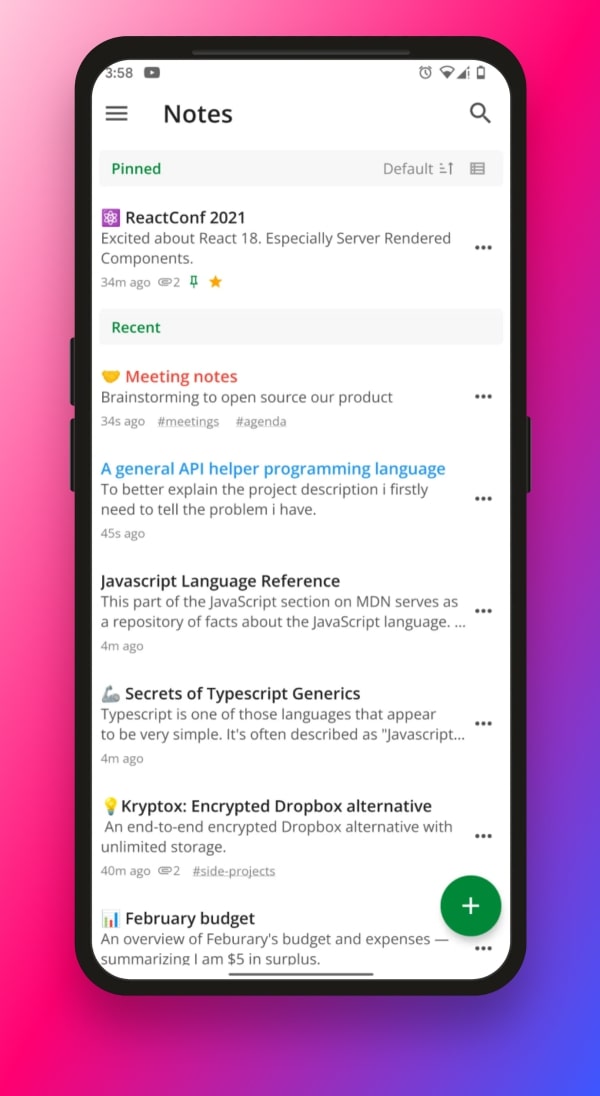 3:58
Notes
Pinned
Default
ReactConf 2021
Excited about React 18. Especially Server Rendered
Components.
34m ago 2
Recent
Meeting notes
Brainstorming to open source our product
34s ago #meetings #agenda
A general API helper programming language
To better explain the project description i firstly
need to tell the problem i have.
45s ago
Javascript Language Reference
This part of the JavaScript section on MDN serves as
a repository of facts about the JavaScript language. ...
4m ago
Secrets of Typescript Generics
Typescript is one of those languages that appear
to be very simple. It's often described as "Javascript...
4m ago
Kryptox: Encrypted Dropbox alternative
An end-to-end encrypted Dropbox alternative with
unlimited storage.
40m ago 2 #side-projects
February budget
An overview of Feburary's budget and expenses —
summarizing I am $5 in surplus.